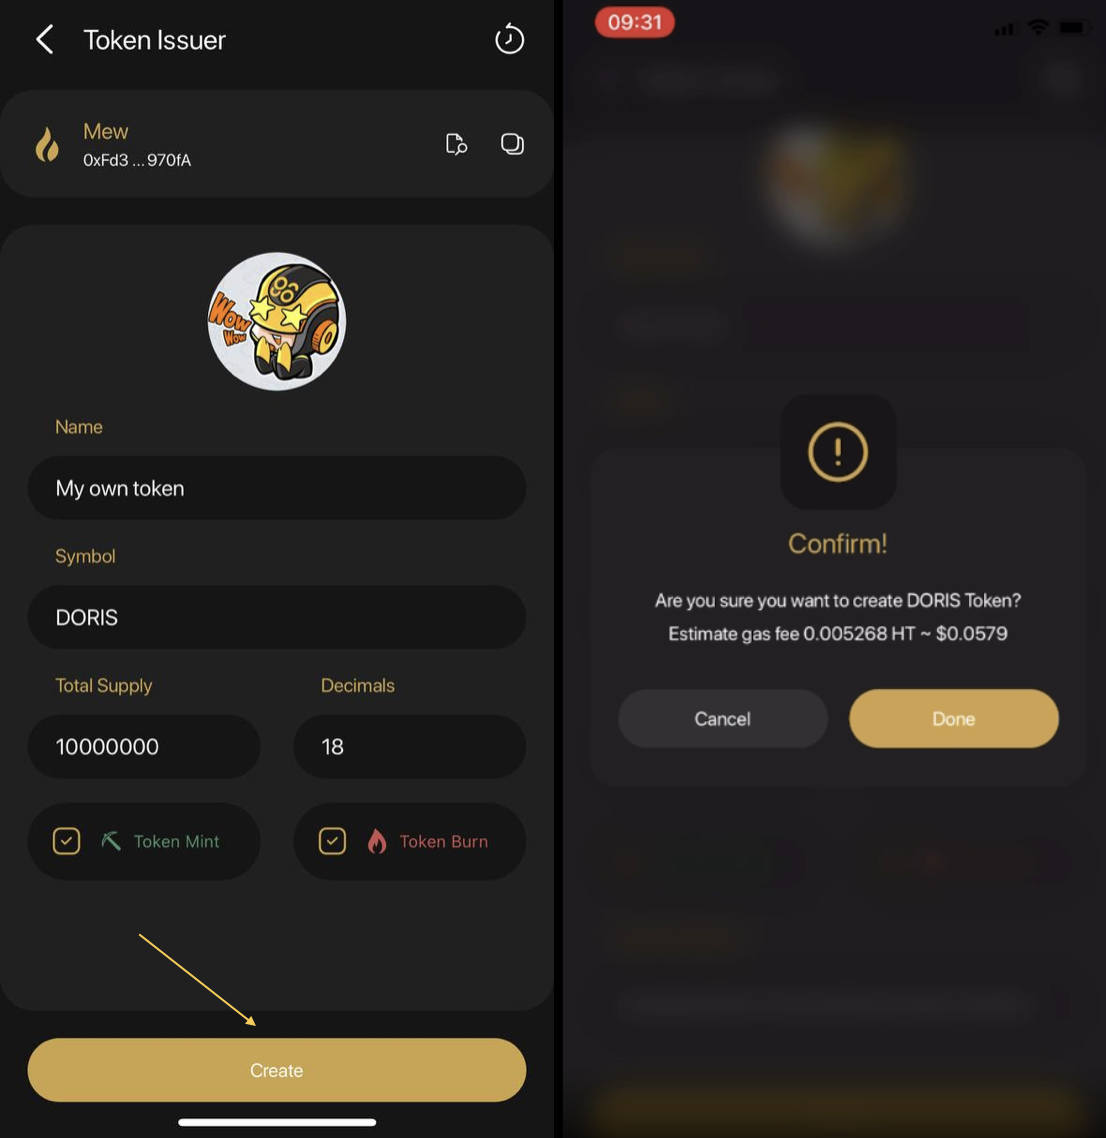 Token Issuer
Mew
0xFd3 ... 970fA
96
Wow
Wow
Name
My own token
Symbol
DORIS
Total Supply
Decimals
10000000
18
Token Mint
Token Burn
Create
09:31
Confirm!
Are you sure you want to create DORIS Token?
Estimate gas fee 0.005268 HT ~ $0.0579
Cancel
Done